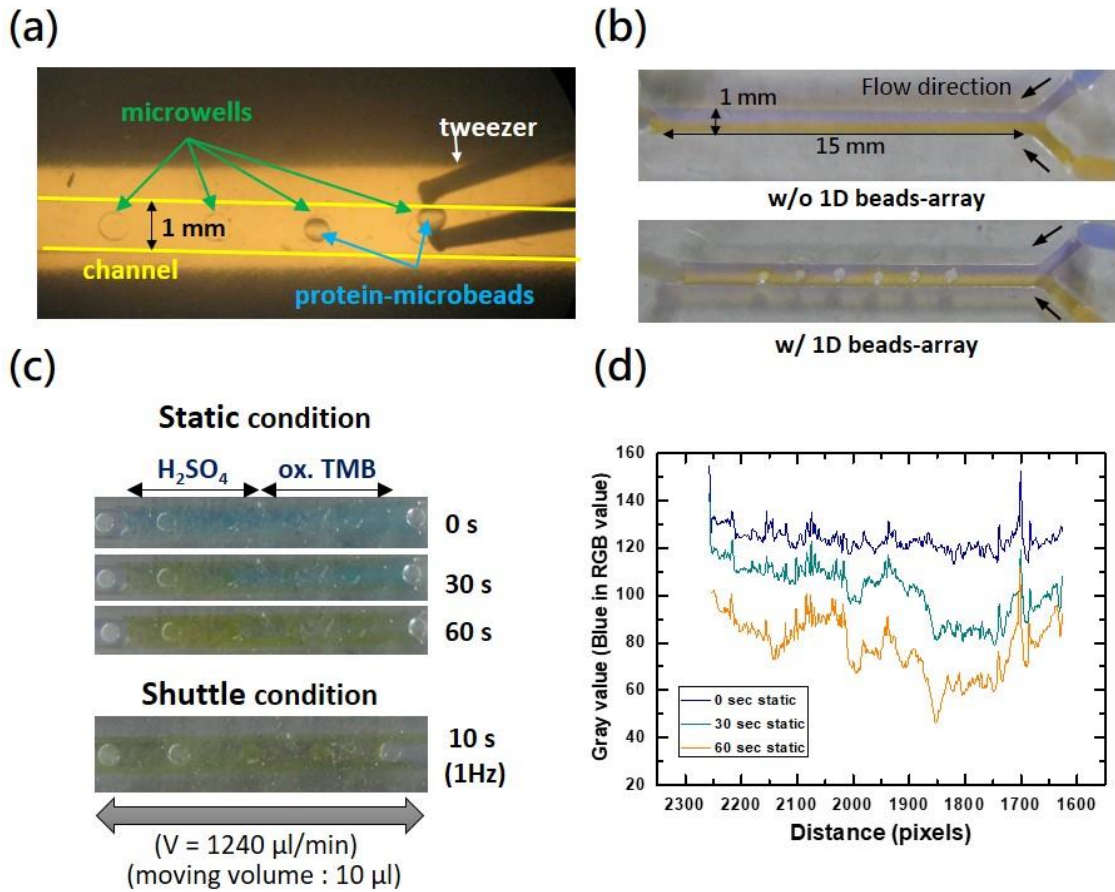 (a)
microwells
tweezer
1 mm
channel
protein-microbeads
(b)
Flow direction
1 mm
15 mm
w/o 1D beads-array
w/ 1D beads-array
(c)
Static condition
H₂SO₄ ox. TMB
0 s
30 s
60 s
Shuttle condition
10 s
(1Hz)
(V = 1240 µl/min)
(moving volume : 10 µl)
(d)
Gray value (Blue in RGB value)
160
140
120
100
80
60
40
20
0 sec static
30 sec static
60 sec static
2300 2200 2100 2000 1900 1800 1700 1600
Distance (pixels)